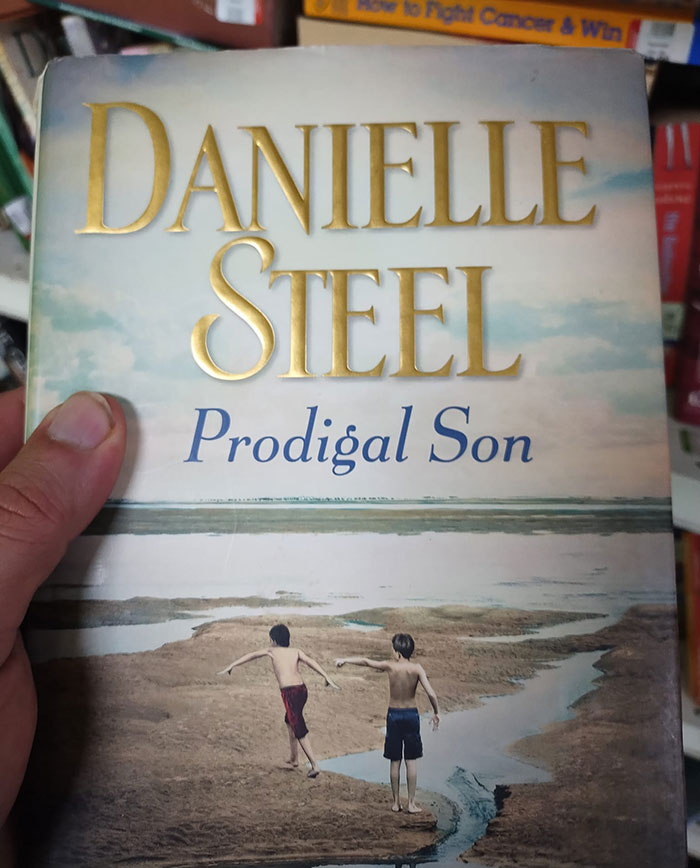 How to Fight Cancer & Win
DANIELLE
STEEL
Prodigal Son